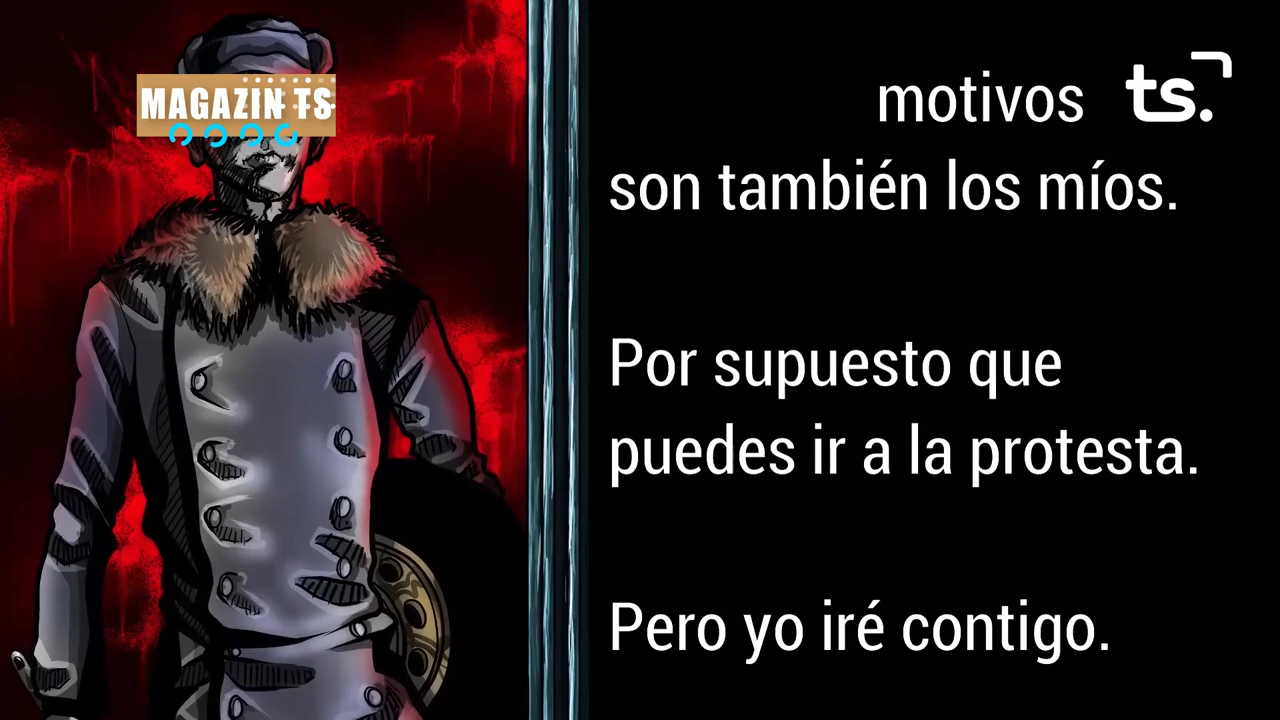 MAGAZIN TS
ts.
motivos
son también los míos.
Por supuesto que
puedes ir a la protesta.
Pero yo iré contigo.